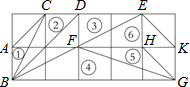 C D E
② ③ ⑥
A ① F H K
④ ⑤
B G